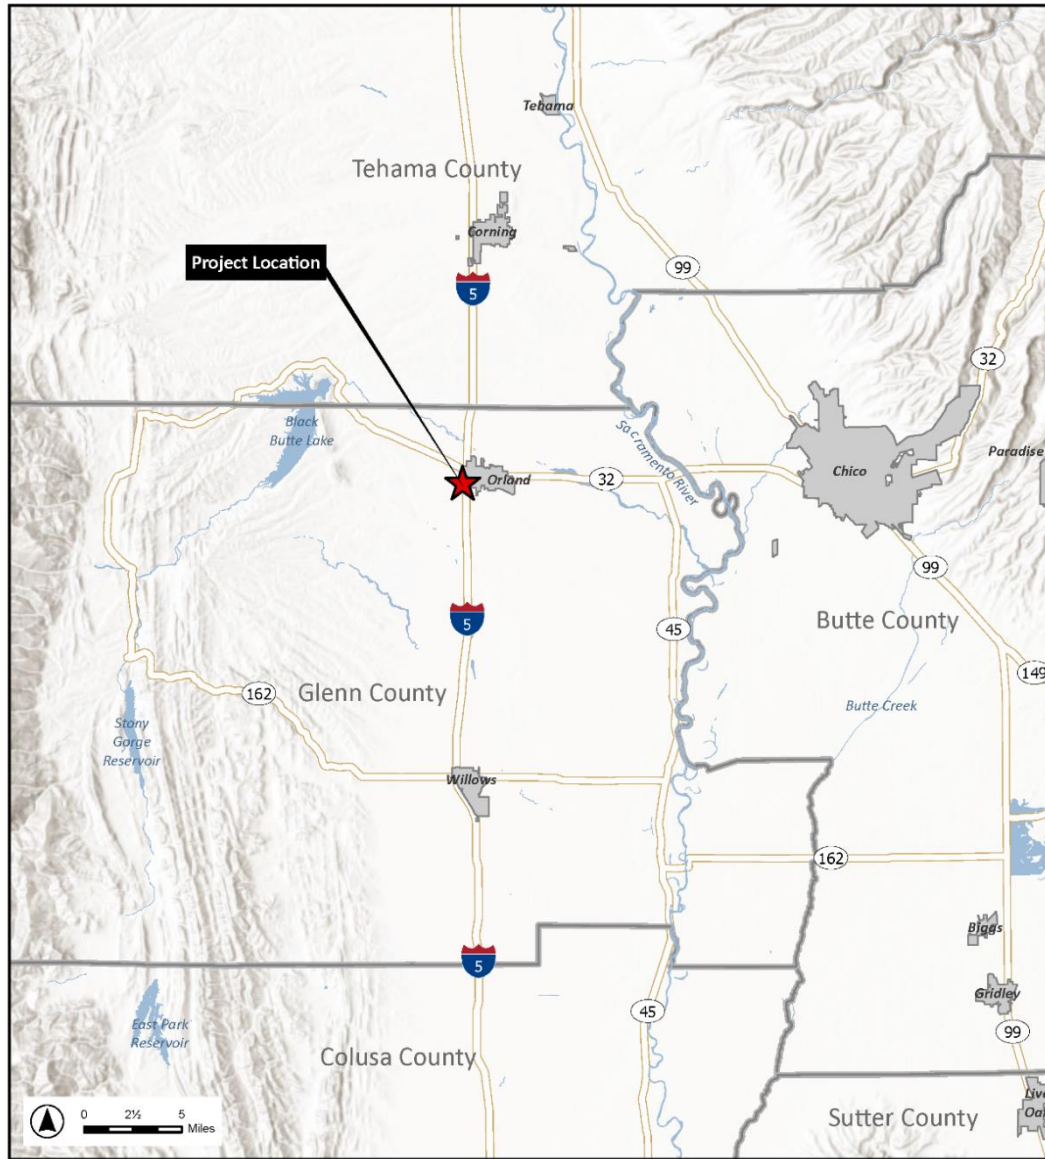 Tehama
Tehama County
Corning
Project Location
99
5
32
Black
Butte Lake
Sacramento River
Orland
32
Chico
Paradise
99
5
45
Butte County
149
162
Glenn County
Butte Creek
Stony
Gorge
Reservoir
Willows
162
Biggs
5
Gridley
45
East Park
Reservoir
99
Colusa County
0 2½ 5
Miles
Sutter County